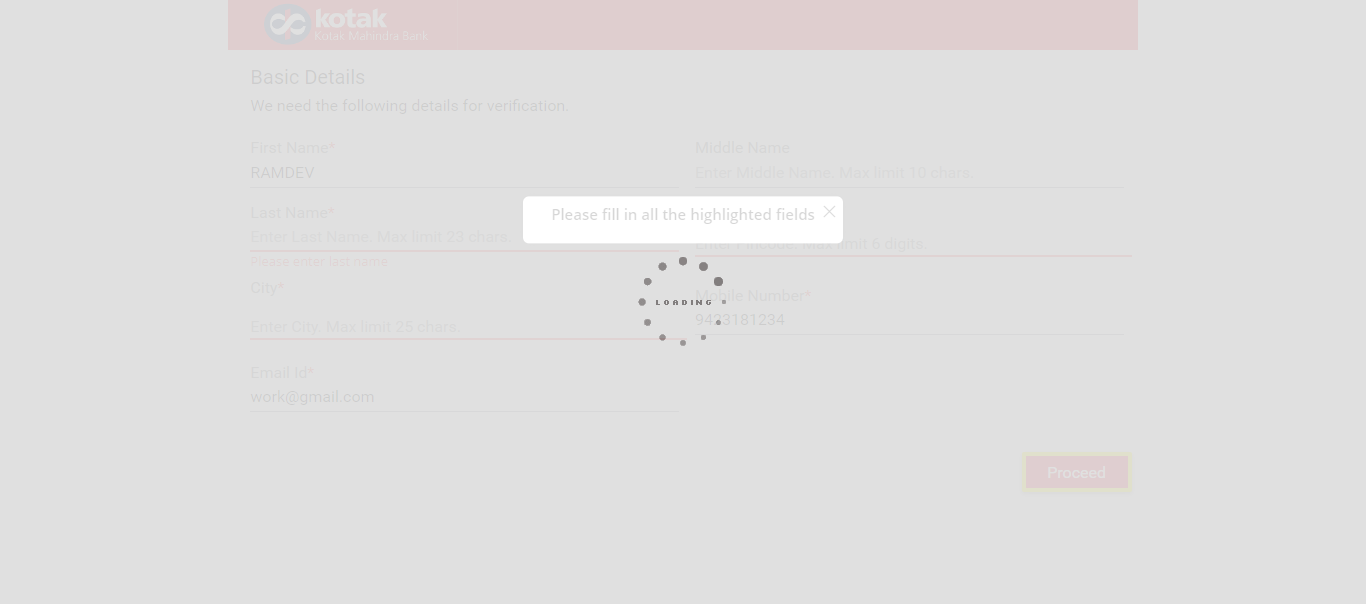 kotak
Kotak Mahindra Bank
Basic Details
We need the following details for verification.
First Name*
RAMDEV
Middle Name
Enter Middle Name. Max limit 10 chars.
Last Name*
Enter Last Name. Max limit 23 chars.
Please enter last name
Please fill in all the highlighted fields
Enter Pincode. Max limit 6 digits.
City*
Enter City. Max limit 25 chars
Mobile Number*
9423181234
LOADING
Email Id*
work@gmail.com
Proceed